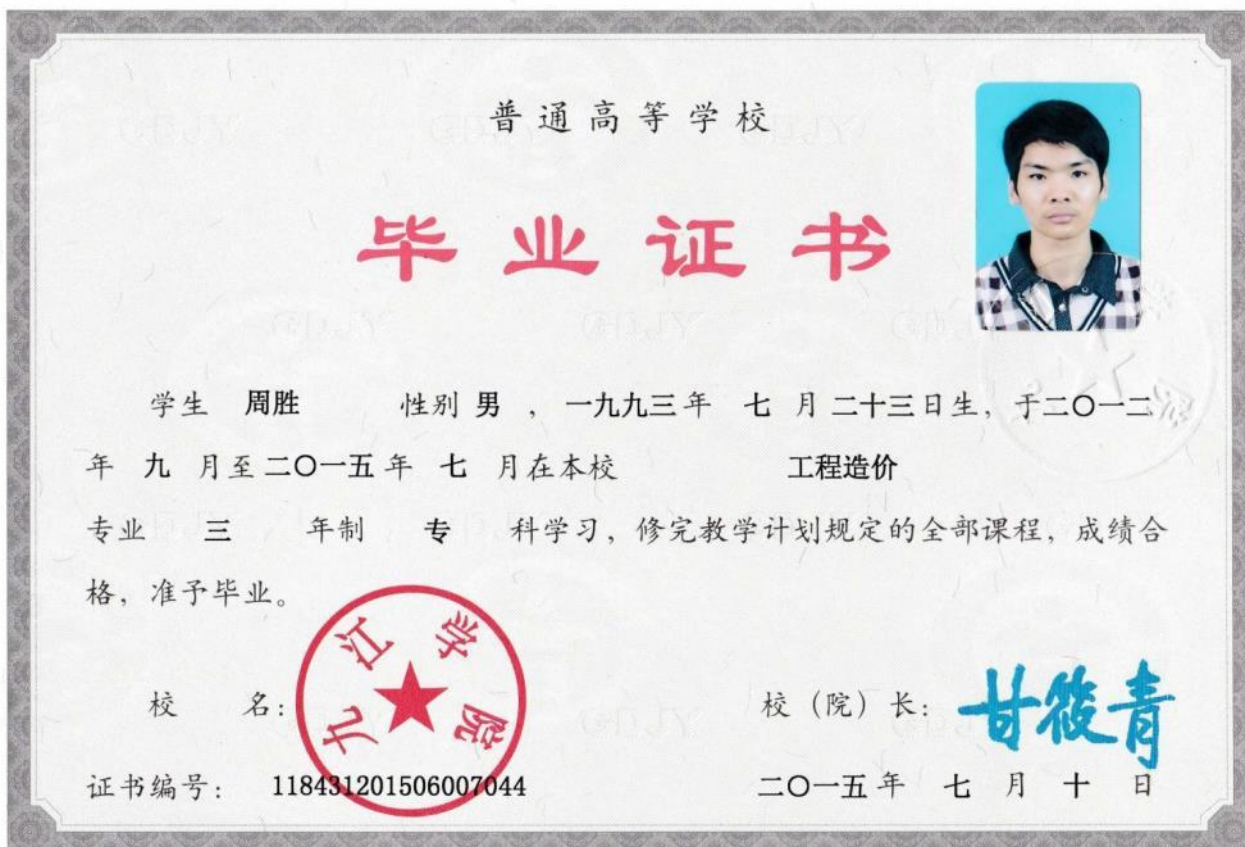 普通高等学校
毕业证书
学生 周胜 性别 男 ，一九九三年 七 月 二十三日生，于二〇一二
年 九 月至 二〇一五 年 七 月在本校 工程造价
专业 三 年制 专 科学习，修完教学计划规定的全部课程，成绩合
格，准予毕业。
九江学院
校 名： 校（院）长：甘筱青
证书编号： 118431201506007044 二〇一五 年 七 月 十 日